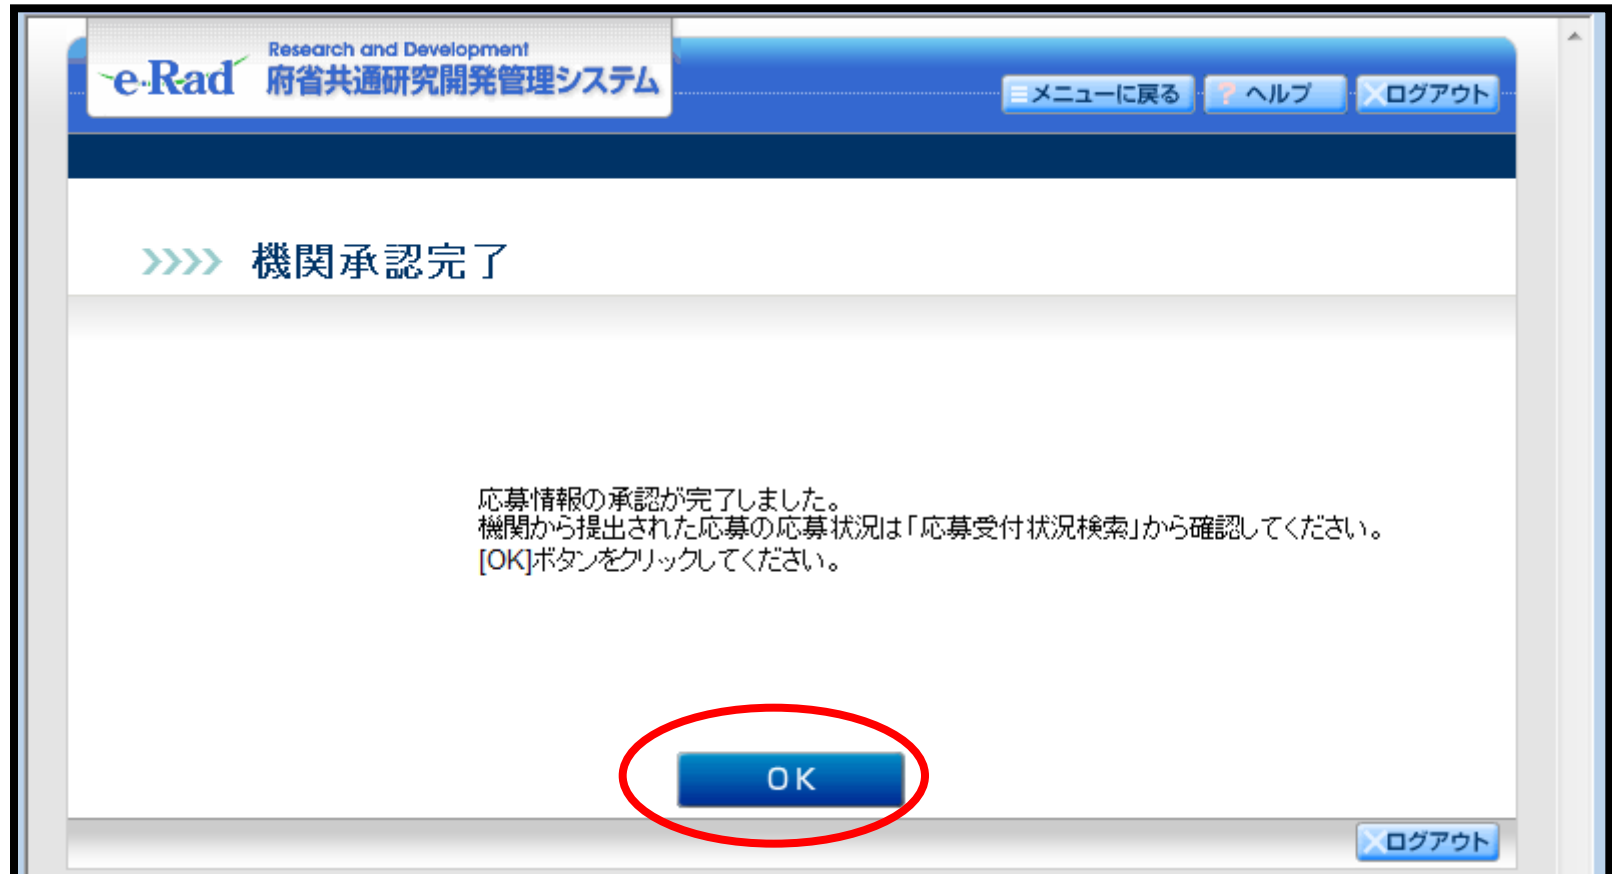 Research and Development
e-Rad 府省共通研究開発管理システム
メニューに戻る ? ヘルプ ログアウト
機関承認完了
応募情報の承認が完了しました。
機関から提出された応募の応募状況は「応募受付状況検索」から確認してください。
[OK]ボタンをクリックしてください。
OK
ログアウト